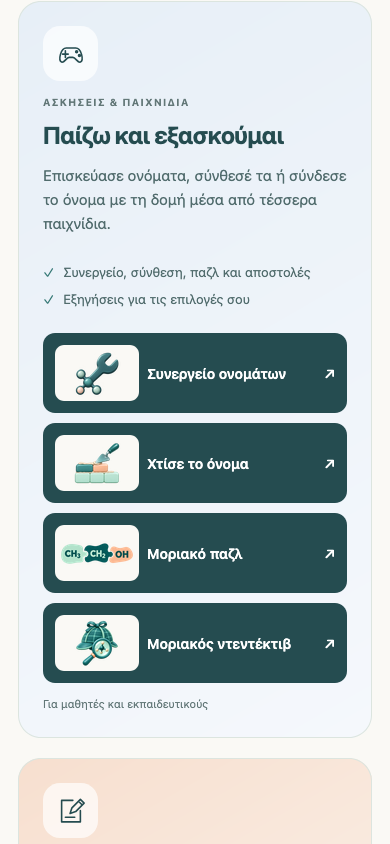 ΑΣΚΗΣΕΙΣ & ΠΑΙΧΝΙΔΙΑ
Παίζω και εξασκούμαι
Επισκεύασε ονόματα, σύνθεσέ τα ή σύνδεσε
το όνομα με τη δομή μέσα από τέσσερα
παιχνίδια.
✓ Συνεργείο, σύνθεση, παζλ και αποστολές
✓ Εξηγήσεις για τις επιλογές σου
Συνεργείο ονομάτων ↗
Χτίσε το όνομα ↗
CH₃ CH₂ OH Μοριακό παζλ ↗
Μοριακός ντεντέκτιβ ↗
Για μαθητές και εκπαιδευτικούς